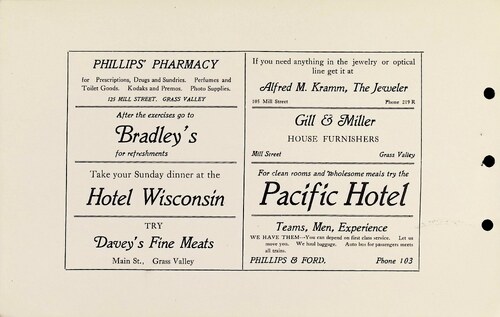 PHILLIPS' PHARMACY
for Prescriptions, Drugs and Sundries. Perfumes and
Toilet Goods. Kodaks and Premos. Photo Supplies.
125 MILL STREET, GRASS VALLEY
After the exercises go to
Bradley's
for refreshments
Take your Sunday dinner at the
Hotel Wisconsin
TRY
Davey's Fine Meats
Main St., Grass Valley
If you need anything in the jewelry or optical
line get it at
Alfred M. Kramm, The Jeweler
105 Mill Street Phone 219 R
Gill & Miller
HOUSE FURNISHERS
Mill Street Grass Valley
For clean rooms and wholesome meals try the
Pacific Hotel
Teams, Men, Experience
WE HAVE THEM—You can depend on first class service. Let us
move you. We haul baggage. Auto bus for passengers meets
all trains.
PHILLIPS & FORD. Phone 103